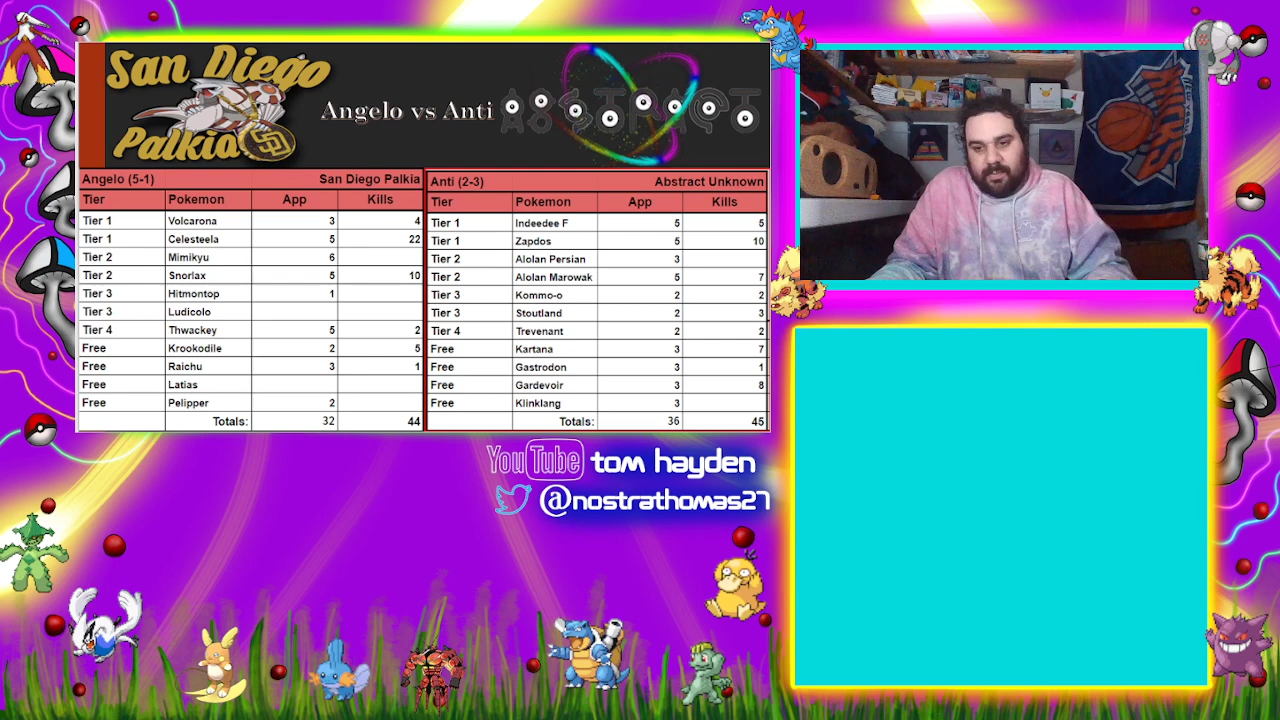 San Diego
Palkia
SD
Angelo vs Anti
ABSTRACT
Angelo (5-1) San Diego Palkia
Tier Pokemon App Kills
Tier 1 Volcarona 3 4
Tier 1 Celesteela 5 22
Tier 2 Mimikyu 6
Tier 2 Snorlax 5 10
Tier 3 Hitmontop 1
Tier 3 Ludicolo
Tier 4 Thwackey 5 2
Free Krookodile 2 5
Free Raichu 3 1
Free Latias
Free Pelipper 2
Totals: 32 44
Anti (2-3) Abstract Unknown
Tier Pokemon App Kills
Tier 1 Indeedee F 5 5
Tier 1 Zapdos 5 10
Tier 2 Alolan Persian 3
Tier 2 Alolan Marowak 5 7
Tier 3 Kommo-o 2 2
Tier 3 Stoutland 2 3
Tier 4 Trevenant 2 2
Free Kartana 3 7
Free Gastrodon 3 1
Free Gardevoir 3 8
Free Klinklang 3
Totals: 36 45
YouTube tom hayden
@nostrathomas27